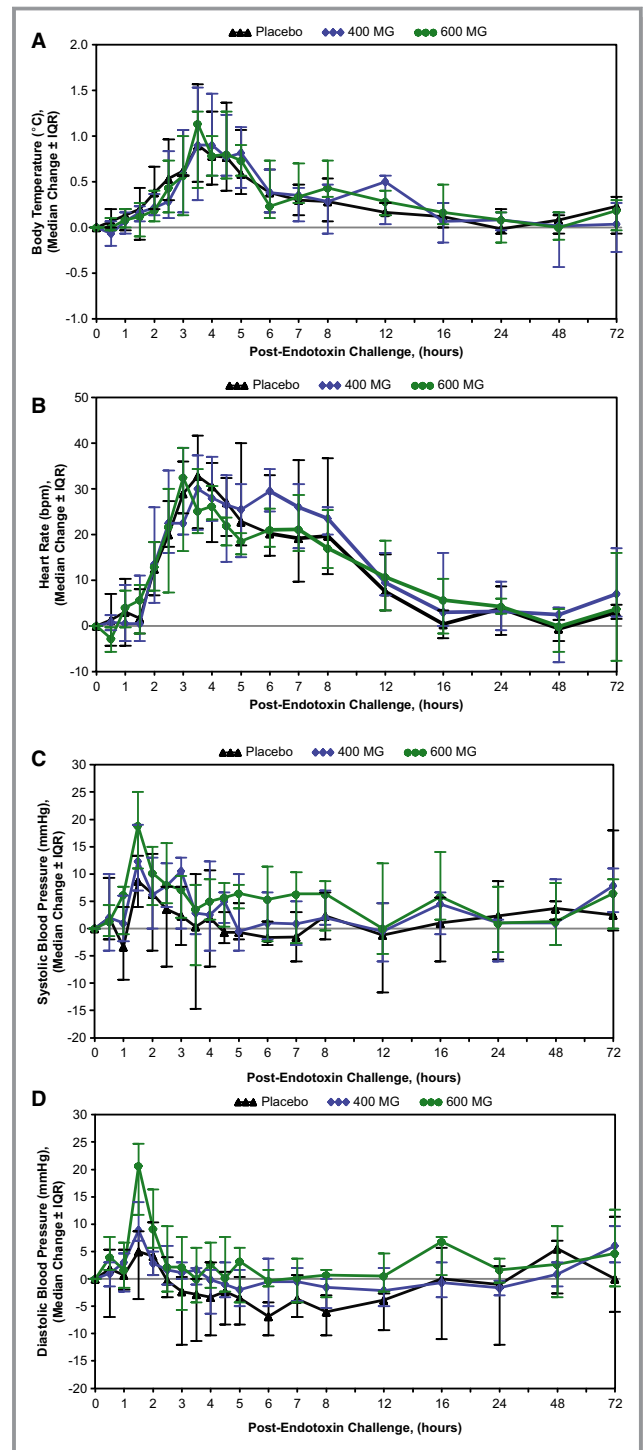 A
Placebo 400 MG 600 MG
Body Temperature (°C),
(Median Change ± IQR)
2.0
1.5
1.0
0.5
0.0
0.5
-1.0
0 1 2 3 4 5 6 7 8 12 16 24 48 72
Post-Endotoxin Challenge, (hours)
B
Placebo 400 MG 600 MG
Heart Rate (bpm),
(Median Change ± IQR)
50
40
30
20
10
0
-10
0 1 2 3 4 5 6 7 8 12 16 24 48 72
Post-Endotoxin Challenge, (hours)
C
Placebo 400 MG 600 MG
Systolic Blood Pressure (mmHg),
(Median Change ± IQR)
30
25
20
15
10
5
0
-5
-10
-15
-20
0 1 2 3 4 5 6 7 8 12 16 24 48 72
Post-Endotoxin Challenge, (hours)
D
Placebo 400 MG 600 MG
Diastolic Blood Pressure (mmHg),
(Median Change ± IQR)
30
25
20
15
10
5
0
-5
-10
-15
-20
0 1 2 3 4 5 6 7 8 12 16 24 48 72
Post-Endotoxin Challenge, (hours)